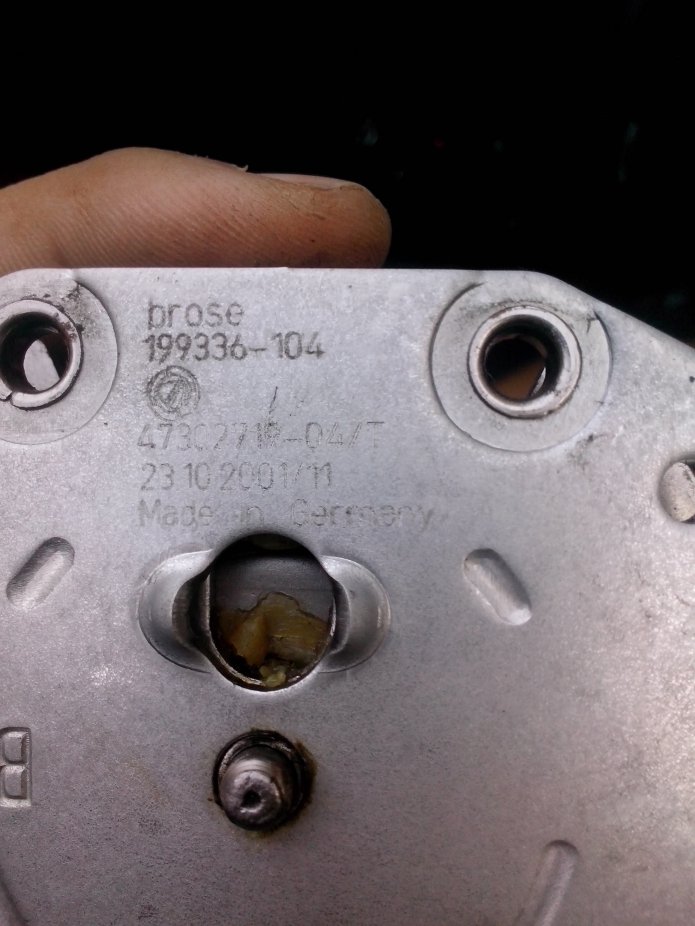 brose
199336-104
23 10 2001/11
Made in Germany
B